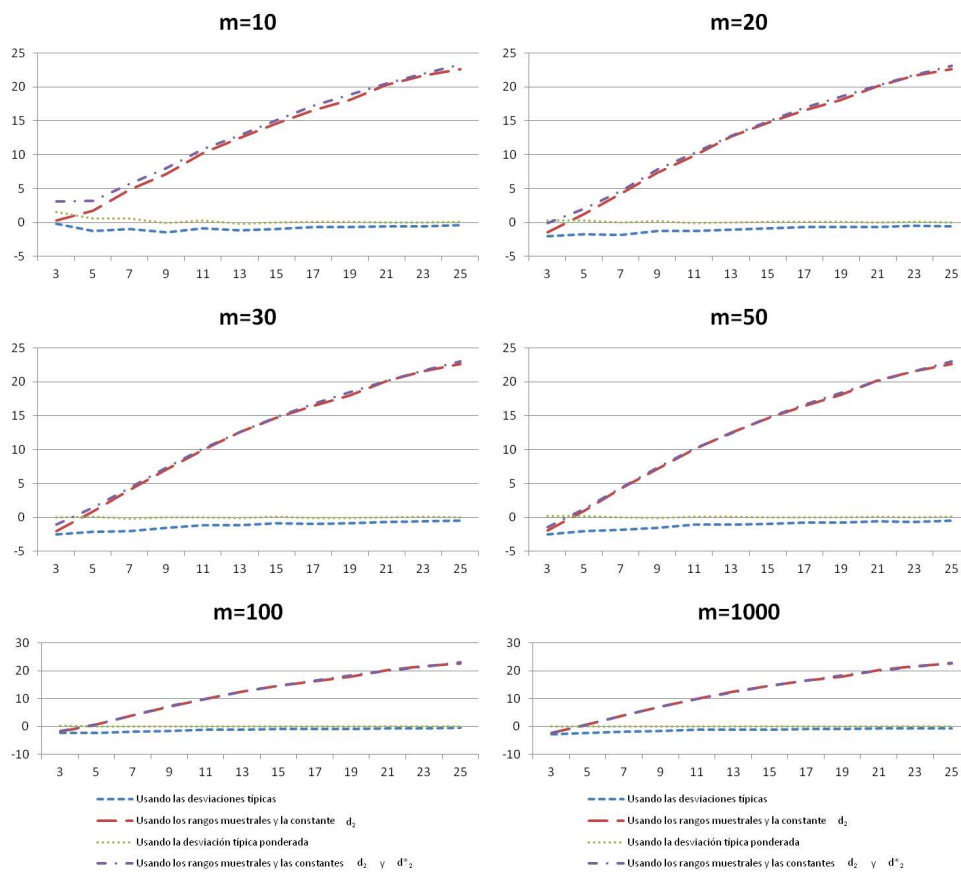 m=10
25
20
15
10
5
0
-5
3 5 7 9 11 13 15 17 19 21 23 25
m=20
25
20
15
10
5
0
-5
3 5 7 9 11 13 15 17 19 21 23 25
m=30
25
20
15
10
5
0
-5
3 5 7 9 11 13 15 17 19 21 23 25
m=50
25
20
15
10
5
0
-5
3 5 7 9 11 13 15 17 19 21 23 25
m=100
30
20
10
0
-10
3 5 7 9 11 13 15 17 19 21 23 25
m=1000
30
20
10
0
-10
3 5 7 9 11 13 15 17 19 21 23 25
Usando las desviaciones típicas
Usando los rangos muestrales y la constante d₂
Usando la desviación típica ponderada
Usando los rangos muestrales y las constantes d₂ y d*₂
Usando las desviaciones típicas
Usando los rangos muestrales y la constante d₂
Usando la desviación típica ponderada
Usando los rangos muestrales y las constantes d₂ y d*₂